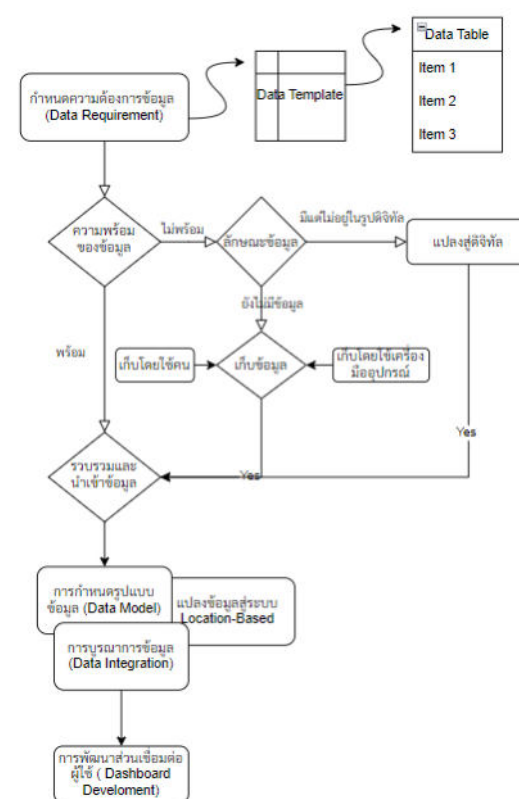 Data Table
Item 1
Item 2
Item 3
Data Template
กำหนดความต้องการข้อมูล
(Data Requirement)
ความพร้อม
ของข้อมูล
ไม่พร้อม
ลักษณะข้อมูล
มีแต่ไม่อยู่ในรูปดิจิทัล
แปลงสู่ดิจิทัล
ยังไม่มีข้อมูล
พร้อม
เก็บโดยใช้คน
เก็บข้อมูล
เก็บโดยใช้เครื่อง
มืออุปกรณ์
Yes
รวบรวมและ
นำเข้าข้อมูล
Yes
การกำหนดรูปแบบ
ข้อมูล (Data Model)
แปลงข้อมูลสู่ระบบ
Location-Based
การบูรณาการข้อมูล
(Data Integration)
การพัฒนาส่วนเชื่อมต่อ
ผู้ใช้ ( Dashboard
Develoment)